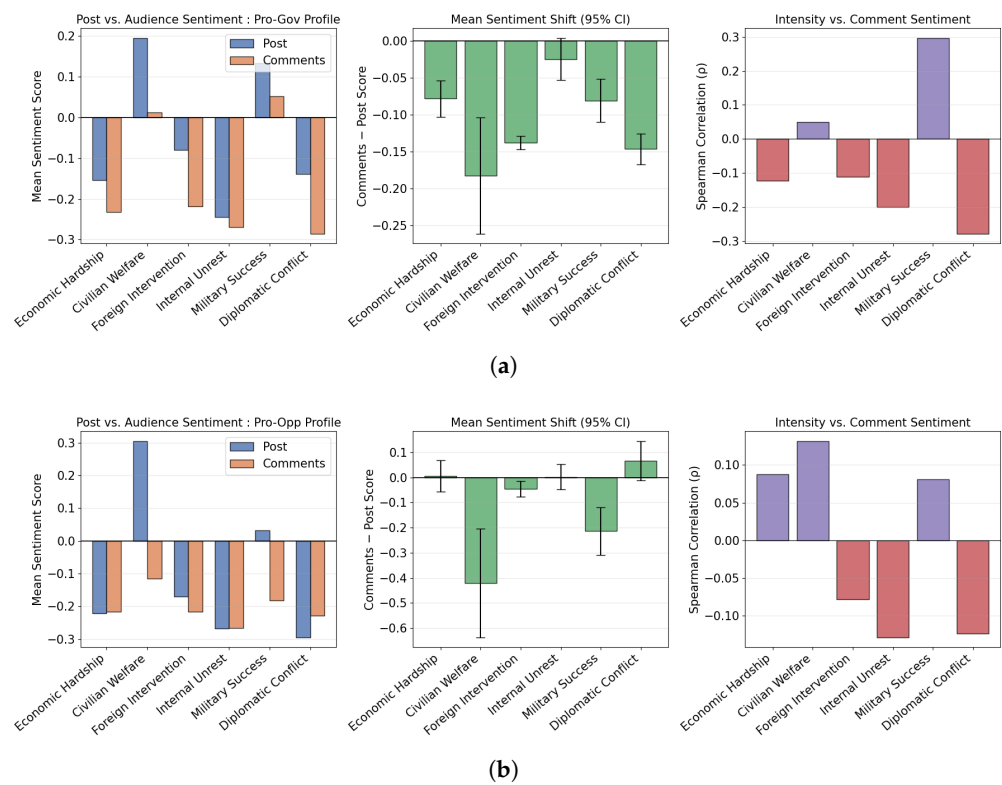 Post vs. Audience Sentiment : Pro-Gov Profile
Mean Sentiment Score
0.2
0.1
0.0
−0.1
−0.2
−0.3
Post
Comments
Economic Hardship
Civilian Welfare
Foreign Intervention
Internal Unrest
Military Success
Diplomatic Conflict
Mean Sentiment Shift (95% CI)
Comments − Post Score
0.00
−0.05
−0.10
−0.15
−0.20
−0.25
Economic Hardship
Civilian Welfare
Foreign Intervention
Internal Unrest
Military Success
Diplomatic Conflict
Intensity vs. Comment Sentiment
Spearman Correlation (ρ)
0.3
0.2
0.1
0.0
−0.1
−0.2
−0.3
Economic Hardship
Civilian Welfare
Foreign Intervention
Internal Unrest
Military Success
Diplomatic Conflict
(a)
Post vs. Audience Sentiment : Pro-Opp Profile
Mean Sentiment Score
0.3
0.2
0.1
0.0
−0.1
−0.2
−0.3
Post
Comments
Economic Hardship
Civilian Welfare
Foreign Intervention
Internal Unrest
Military Success
Diplomatic Conflict
Mean Sentiment Shift (95% CI)
Comments − Post Score
0.1
0.0
−0.1
−0.2
−0.3
−0.4
−0.5
−0.6
Economic Hardship
Civilian Welfare
Foreign Intervention
Internal Unrest
Military Success
Diplomatic Conflict
Intensity vs. Comment Sentiment
Spearman Correlation (ρ)
0.10
0.05
0.00
−0.05
−0.10
Economic Hardship
Civilian Welfare
Foreign Intervention
Internal Unrest
Military Success
Diplomatic Conflict
(b)